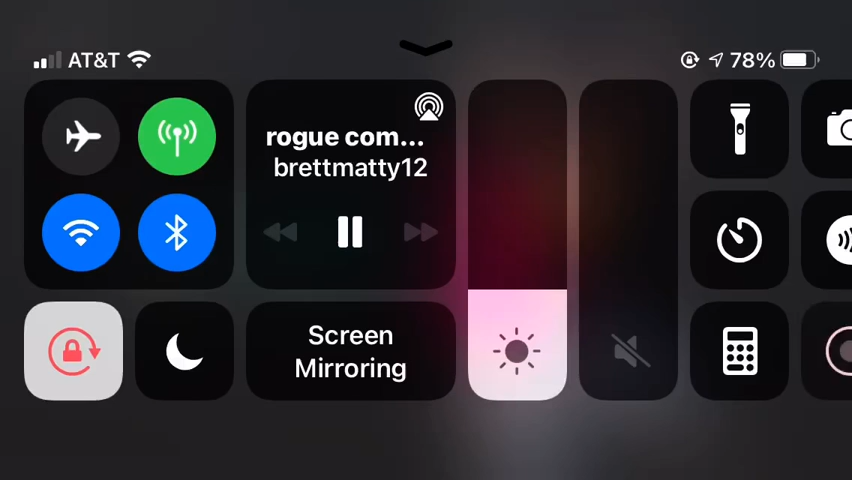 AT&T
78%
rogue com...
brettmatty12
Screen
Mirroring